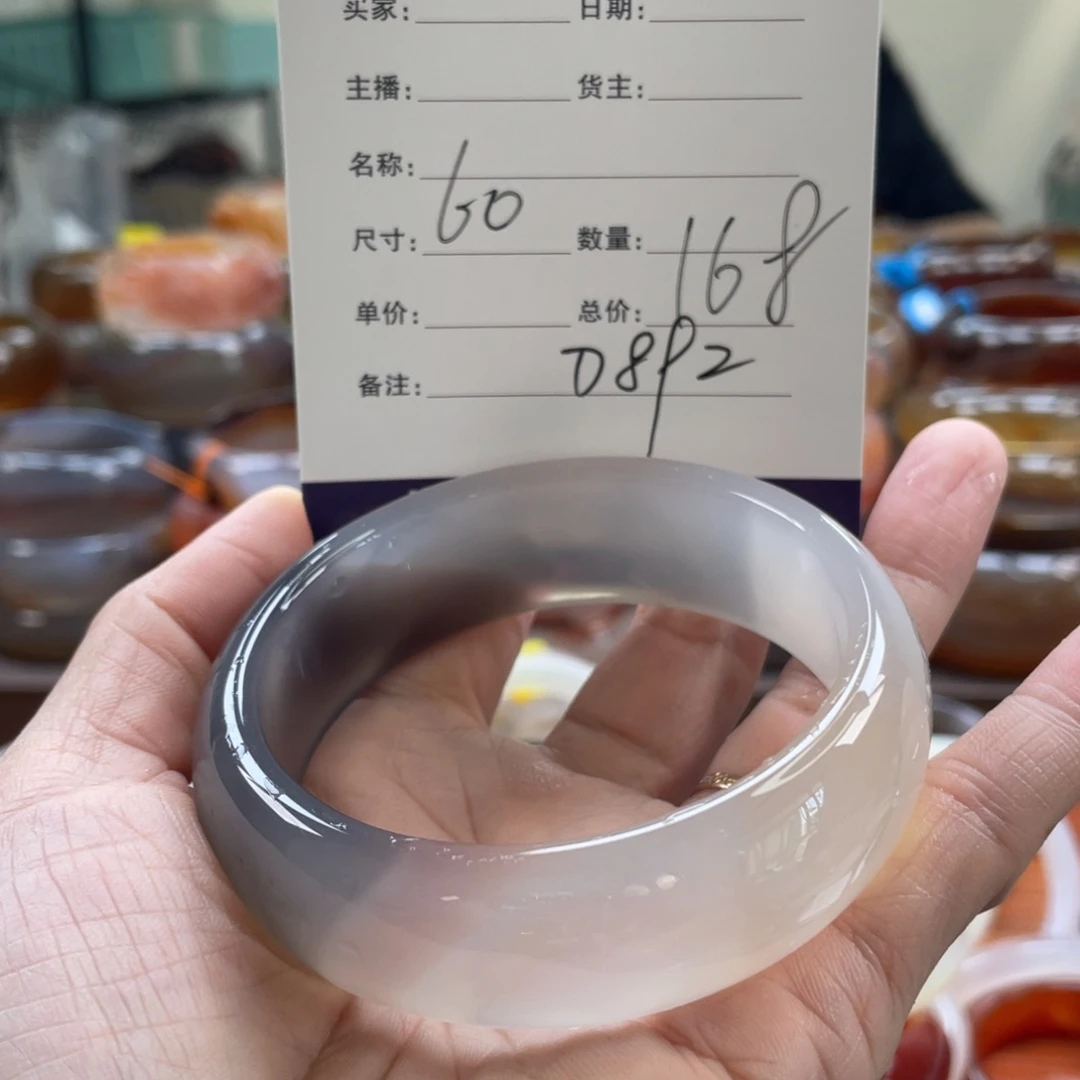 买家: 日期:
主播: 货主:
名称:
尺寸: 60 数量:
单价: 总价: 168
备注: 0892